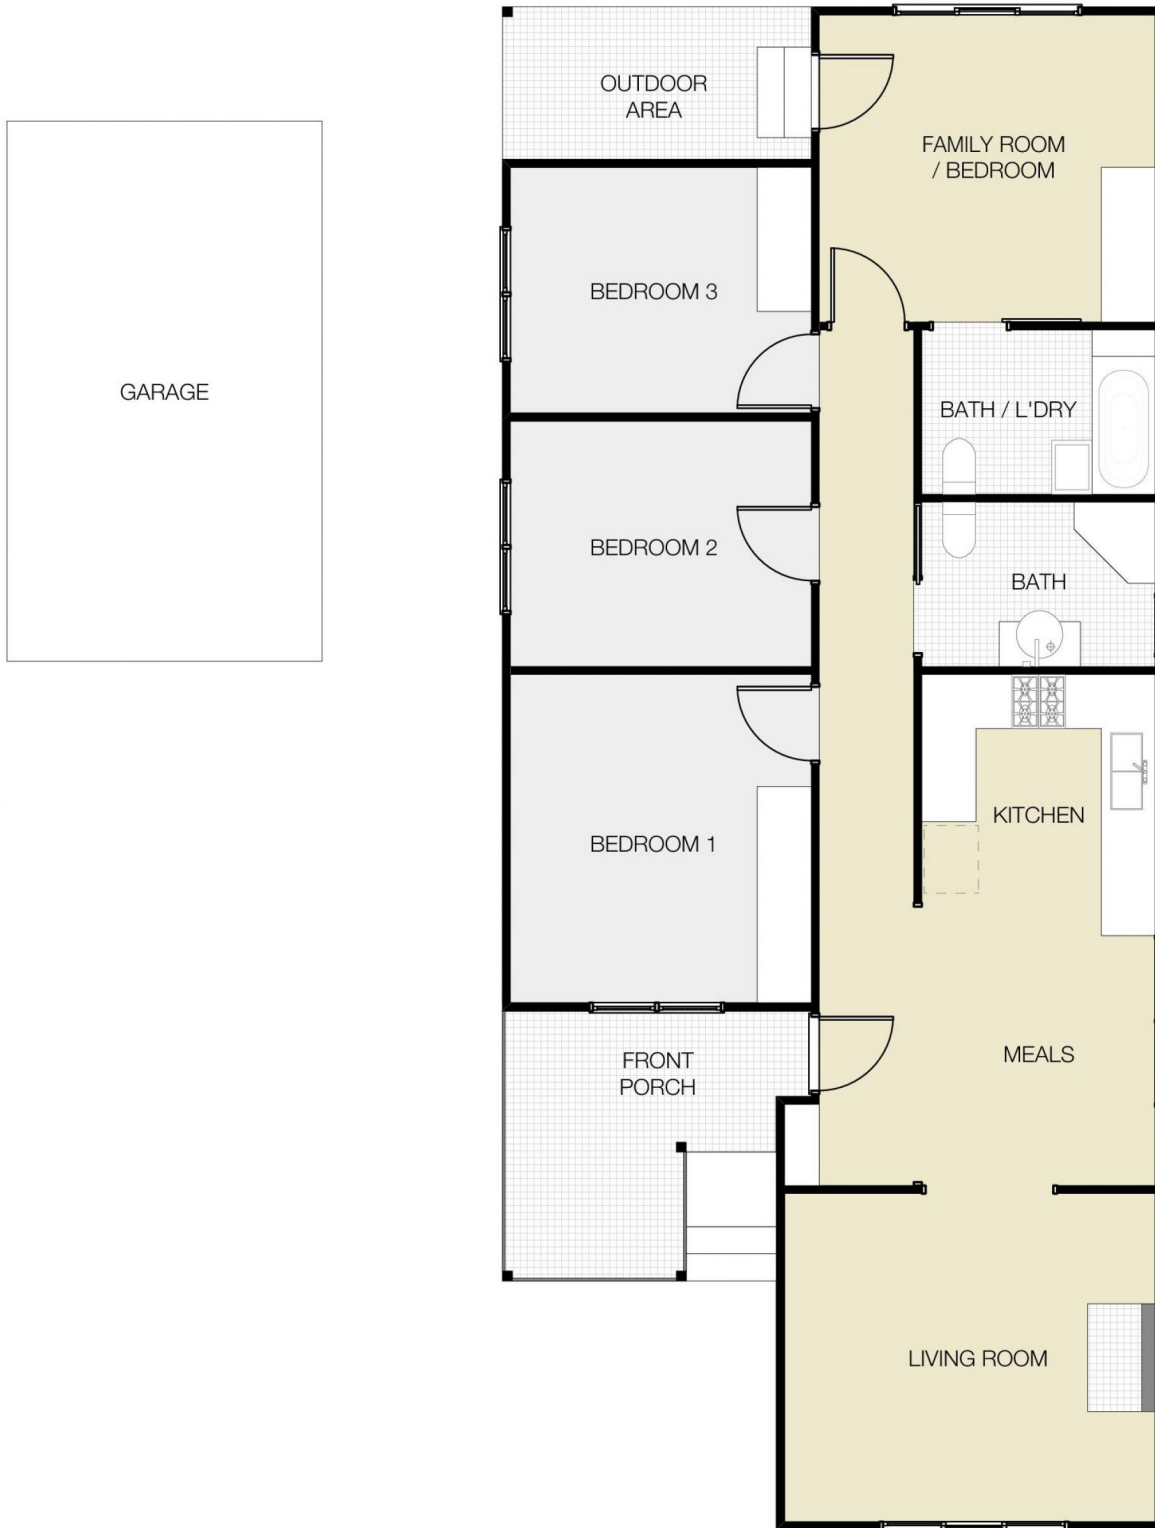 OUTDOOR
AREA
FAMILY ROOM
/ BEDROOM
BEDROOM 3
GARAGE
BATH / L'DRY
BEDROOM 2
BATH
KITCHEN
BEDROOM 1
MEALS
FRONT
PORCH
LIVING ROOM